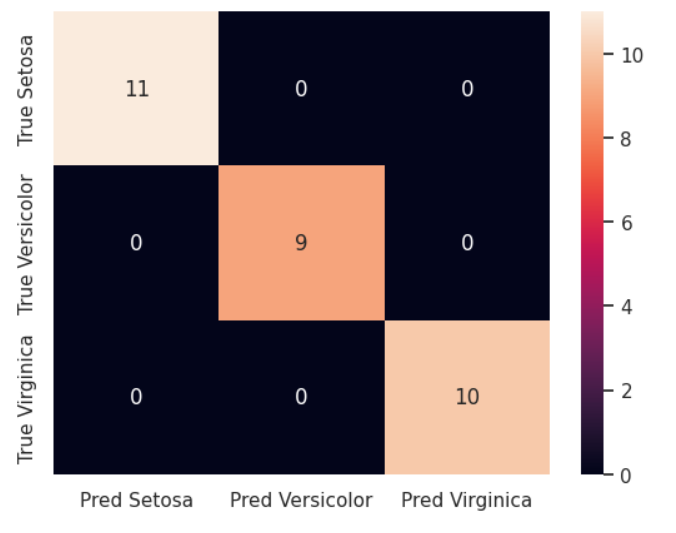 True Setosa
11 0 0
True Versicolor
0 9 0
True Virginica
0 0 10
Pred Setosa Pred Versicolor Pred Virginica
10
8
6
4
2
0